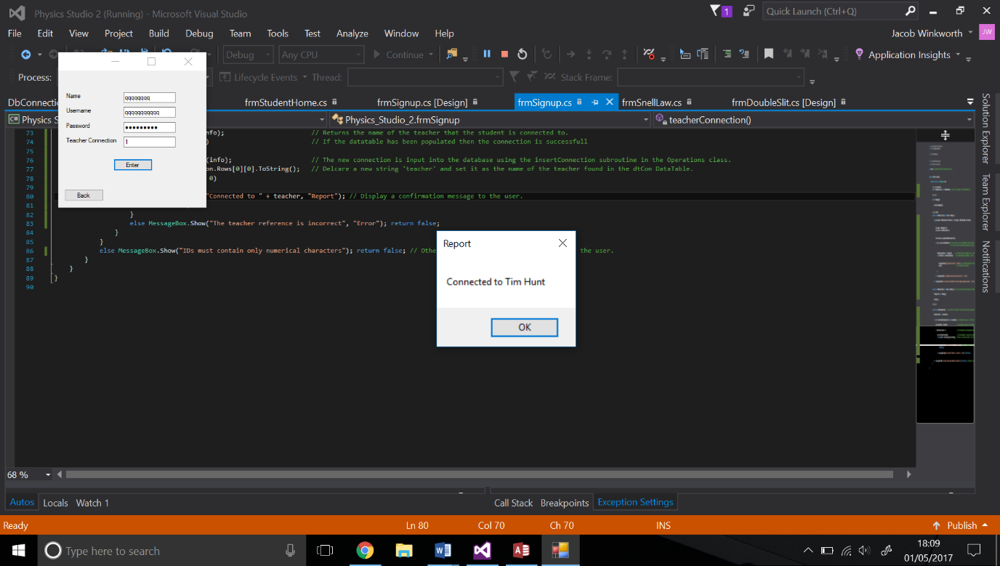 Physics Studio 2 (Running) - Microsoft Visual Studio
1
Quick Launch (Ctrl+Q)
File Edit View Project Build Debug Team Tools Test Analyze Window Help
Jacob Winkworth JW
Debug Any CPU Continue Application Insights
Process: Lifecycle Events Thread: Stack Frame:
DbConnectio frmStudentHome.cs frmSignup.cs [Design] frmSignup.cs frmSnellLaw.cs frmDoubleSlit.cs [Design]
Physics S Physics_Studio_2.frmSignup teacherConnection()
Name qqqqqqqq
Username qqqqqqqqqqq
Password •••••••••
Teacher Connection 1
Enter
Back
73 nfo); // Returns the name of the teacher that the student is connected to.
74 ) // If the datatable has been populated then the connection is successfull
75
76 (info); // The new connection is input into the database using the insertConnection subroutine in the Operations class.
77 on.Rows[0][0].ToString(); // Delcare a new string 'teacher' and set it as the name of the teacher found in the dtCon DataTable.
78 0)
79
80 "Connected to " + teacher, "Report"); // Display a confirmation message to the user.
81
82 }
83 else MessageBox.Show("The teacher reference is incorrect", "Error"); return false;
84 }
85 }
86 else MessageBox.Show("IDs must contain only numerical characters"); return false; // Othe the user.
87 }
88 }
89 }
90
Report
Connected to Tim Hunt
OK
Solution Explorer
Team Explorer
Notifications
68 %
Autos Locals Watch 1
Call Stack Breakpoints Exception Settings
Ready Ln 80 Col 70 Ch 70 INS Publish
Type here to search
18:09
01/05/2017